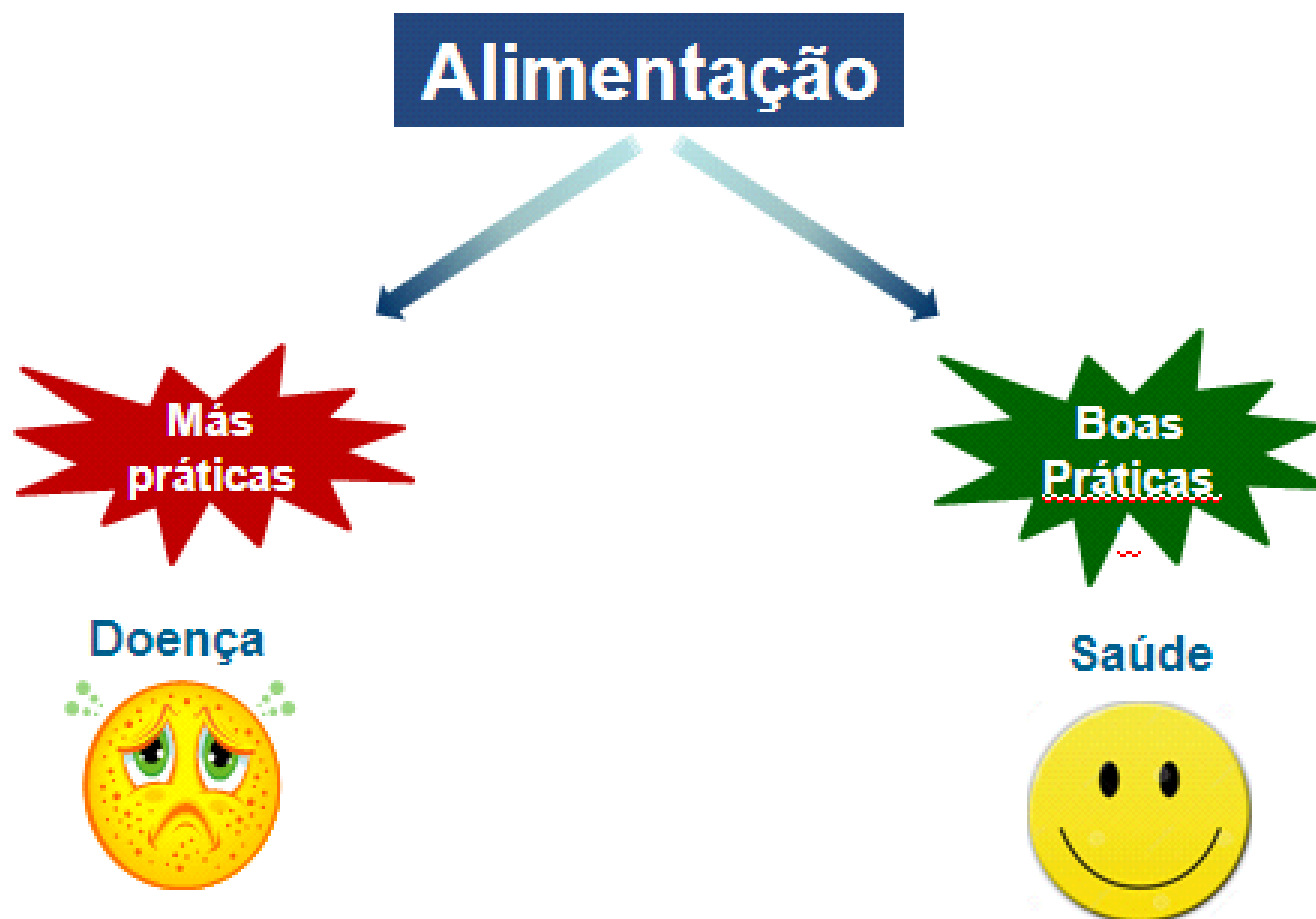 Alimentação
Más
práticas
Boas
Práticas
Doença
Saúde